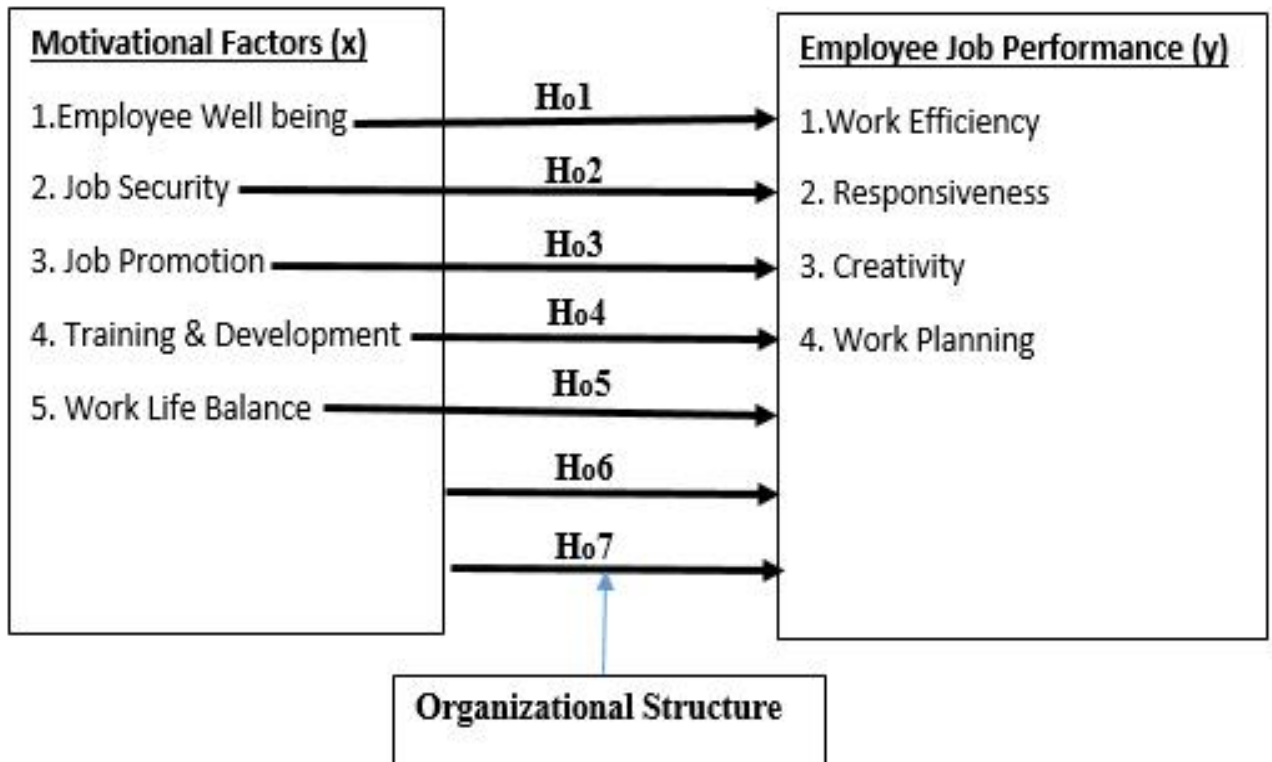 Motivational Factors (x)
1.Employee Well being
2. Job Security
3. Job Promotion
4. Training & Development
5. Work Life Balance
Ho1
Ho2
Ho3
Ho4
Ho5
Ho6
Ho7
Employee Job Performance (y)
1.Work Efficiency
2. Responsiveness
3. Creativity
4. Work Planning
Organizational Structure